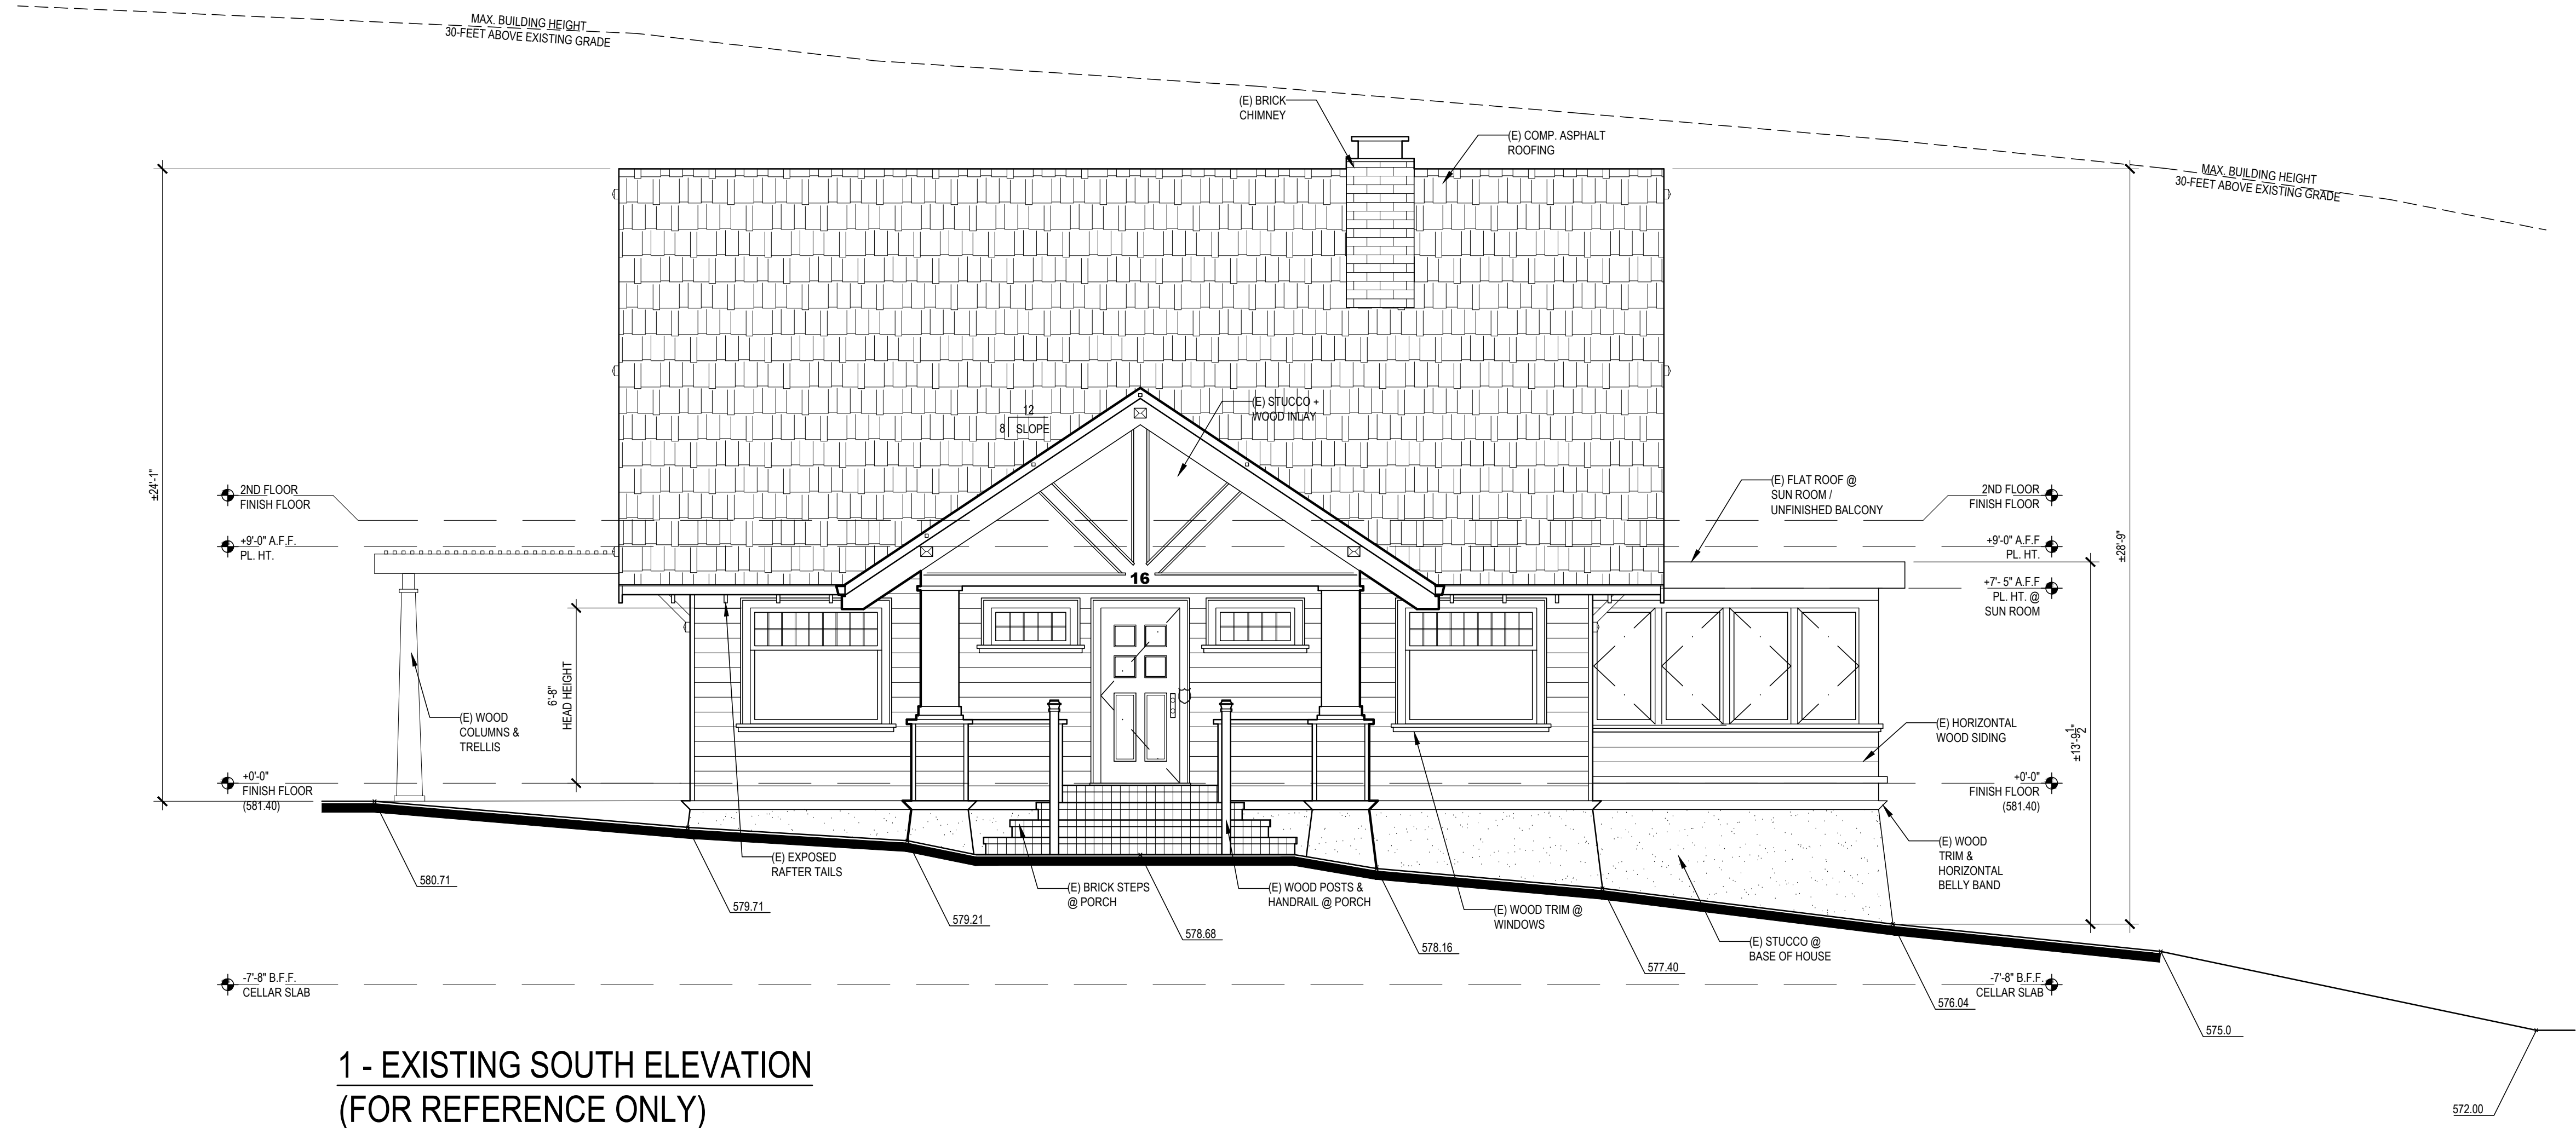 MAX. BUILDING HEIGHT
30-FEET ABOVE EXISTING GRADE
(E) BRICK
CHIMNEY
(E) COMP. ASPHALT
ROOFING
MAX. BUILDING HEIGHT
30-FEET ABOVE EXISTING GRADE
12
8
SLOPE
(E) STUCCO +
WOOD INLAY
±24'-1"
2ND FLOOR
FINISH FLOOR
+9'-0" A.F.F.
PL. HT.
(E) FLAT ROOF @
SUN ROOM /
UNFINISHED BALCONY
2ND FLOOR
FINISH FLOOR
+9'-0" A.F.F
PL. HT.
±28'-9"
+7'- 5" A.F.F
PL. HT. @
SUN ROOM
16
6'-8"
HEAD HEIGHT
(E) WOOD
COLUMNS &
TRELLIS
(E) HORIZONTAL
WOOD SIDING
±13'-9 1/2"
+0'-0"
FINISH FLOOR
(581.40)
+0'-0"
FINISH FLOOR
(581.40)
(E) WOOD
TRIM &
HORIZONTAL
BELLY BAND
(E) EXPOSED
RAFTER TAILS
(E) BRICK STEPS
@ PORCH
(E) WOOD POSTS &
HANDRAIL @ PORCH
(E) WOOD TRIM @
WINDOWS
(E) STUCCO @
BASE OF HOUSE
580.71
579.71
579.21
578.68
578.16
577.40
576.04
575.0
572.00
-7'-8" B.F.F.
CELLAR SLAB
-7'-8" B.F.F.
CELLAR SLAB
1 - EXISTING SOUTH ELEVATION
(FOR REFERENCE ONLY)